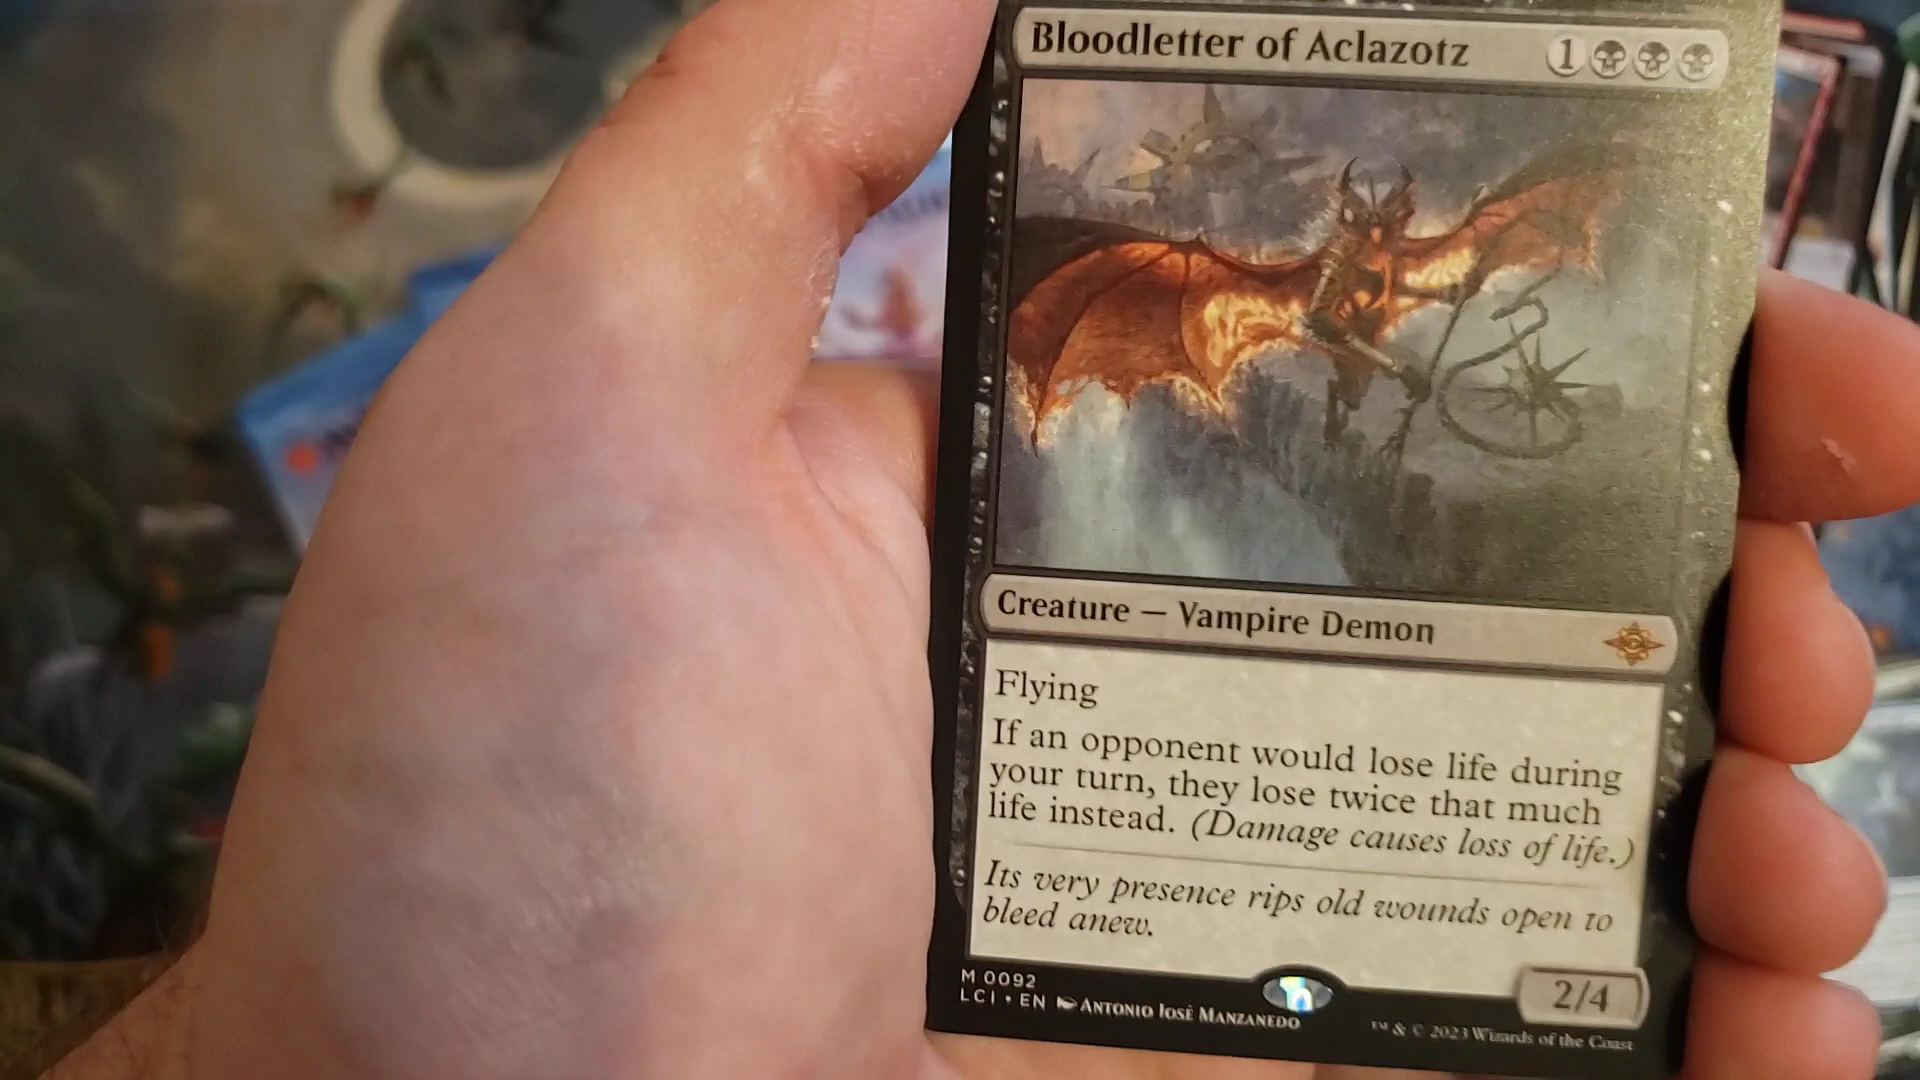 Bloodletter of Aclazotz 1
Creature — Vampire Demon
Flying
If an opponent would lose life during
your turn, they lose twice that much
life instead. (Damage causes loss of life.)
Its very presence rips old wounds open to
bleed anew.
M 0092
LCI • EN Antonio José Manzanedo
2/4
™ & © 2023 Wizards of the Coast